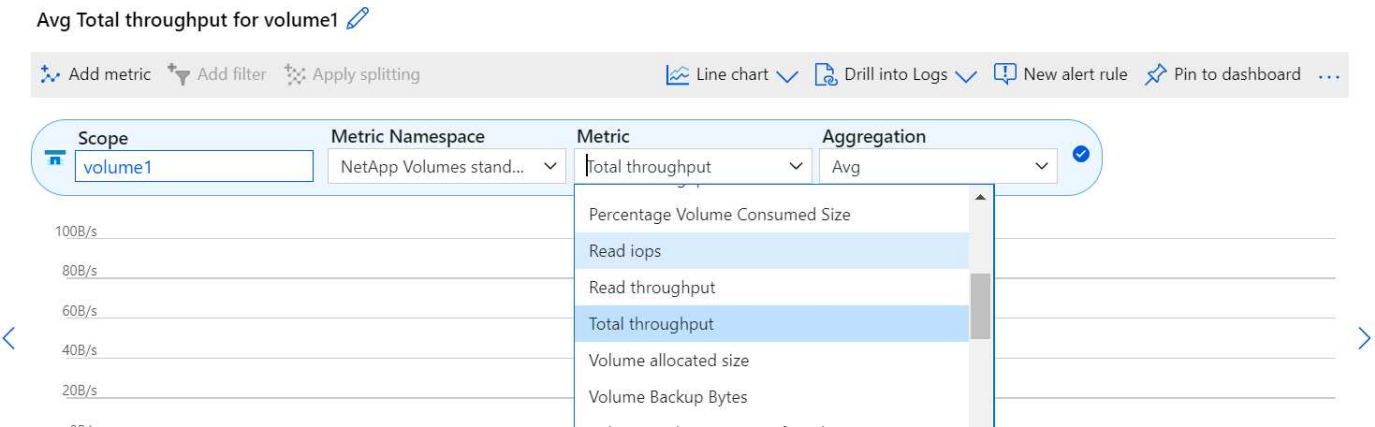 Avg Total throughput for volume1
Add metric Add filter Apply splitting Line chart Drill into Logs New alert rule Pin to dashboard ...
Scope Metric Namespace Metric Aggregation
volume1 NetApp Volumes stand... Total throughput Avg
Percentage Volume Consumed Size
100B/s
Read iops
80B/s
Read throughput
60B/s
Total throughput
40B/s
Volume allocated size
20B/s
Volume Backup Bytes